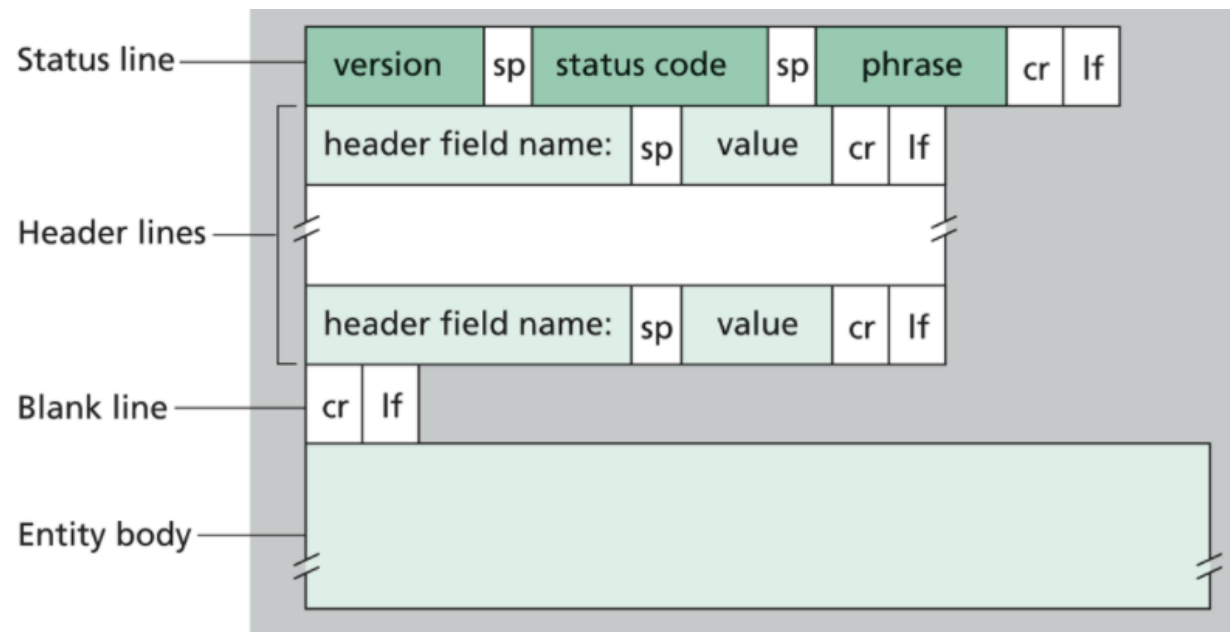 Status line version sp status code sp phrase cr lf
header field name: sp value cr lf
Header lines
header field name: sp value cr lf
Blank line cr lf
Entity body